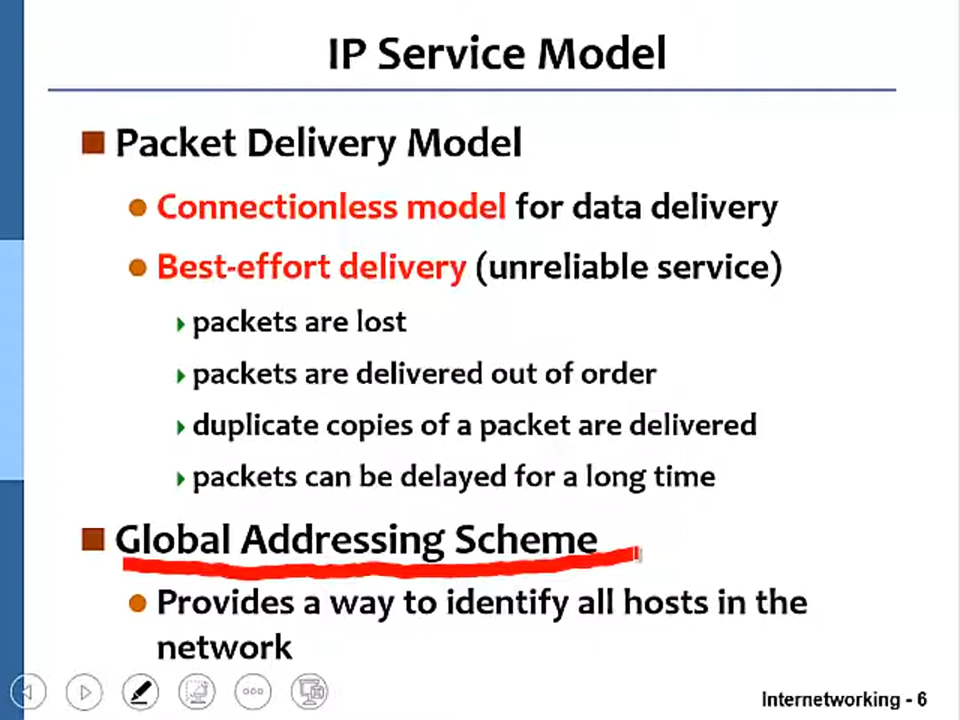 IP Service Model
Packet Delivery Model
Connectionless model for data delivery
Best-effort delivery (unreliable service)
packets are lost
packets are delivered out of order
duplicate copies of a packet are delivered
packets can be delayed for a long time
Global Addressing Scheme
Provides a way to identify all hosts in the
network
Internetworking - 6